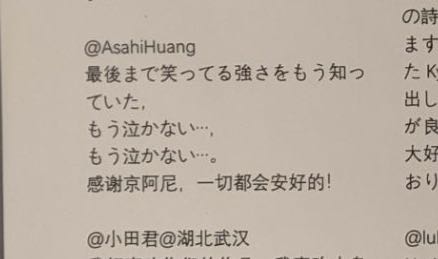 @AsahiHuang
最後まで笑ってる強さをもう知っ
ていた,
もう泣かない…,
もう泣かない…。
感谢京阿尼，一切都会安好的!
@小田君@湖北武汉
の詩
ます
た Ky
出し
が良
大好
おり
@lul